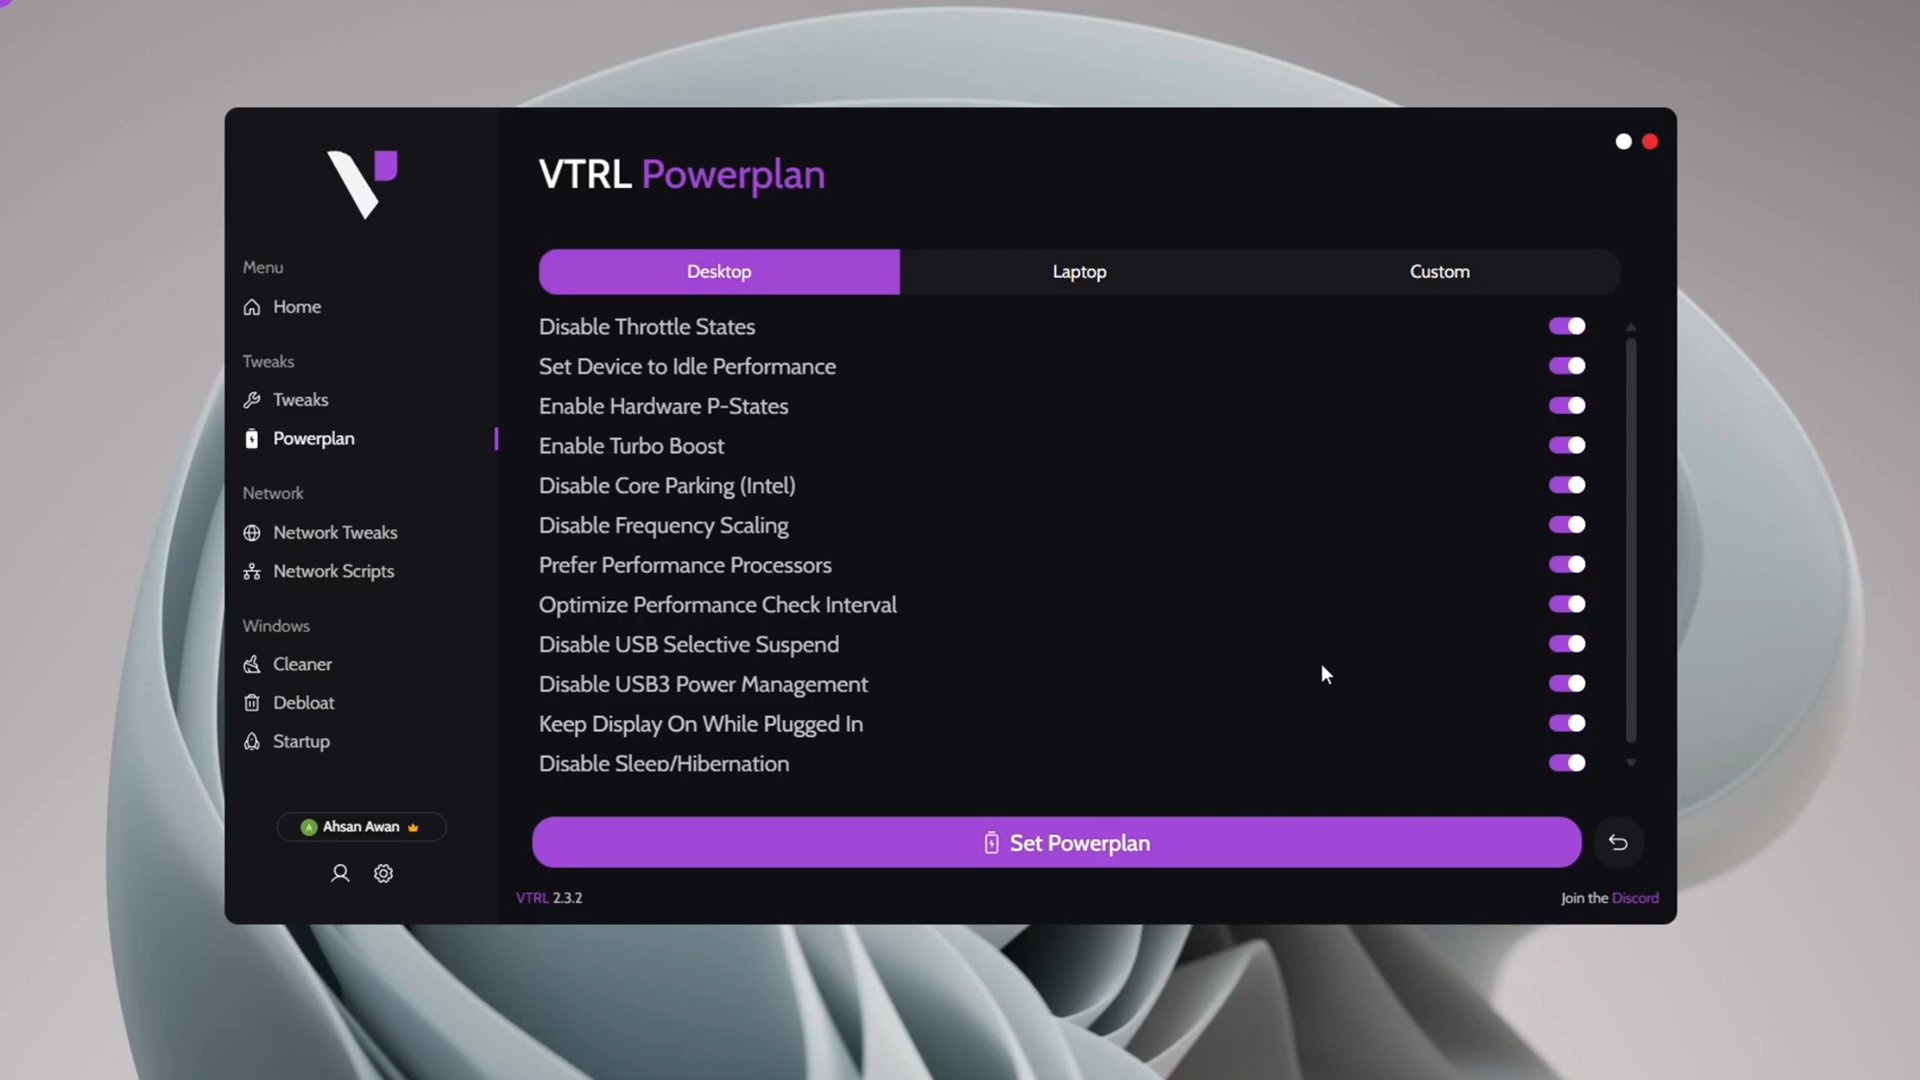 VTRL Powerplan
Menu
Home
Tweaks
Tweaks
Powerplan
Network
Network Tweaks
Network Scripts
Windows
Cleaner
Debloat
Startup
A Ahsan Awan
Desktop
Laptop
Custom
Disable Throttle States
Set Device to Idle Performance
Enable Hardware P-States
Enable Turbo Boost
Disable Core Parking (Intel)
Disable Frequency Scaling
Prefer Performance Processors
Optimize Performance Check Interval
Disable USB Selective Suspend
Disable USB3 Power Management
Keep Display On While Plugged In
Disable Sleep/Hibernation
Set Powerplan
VTRL 2.3.2
Join the Discord